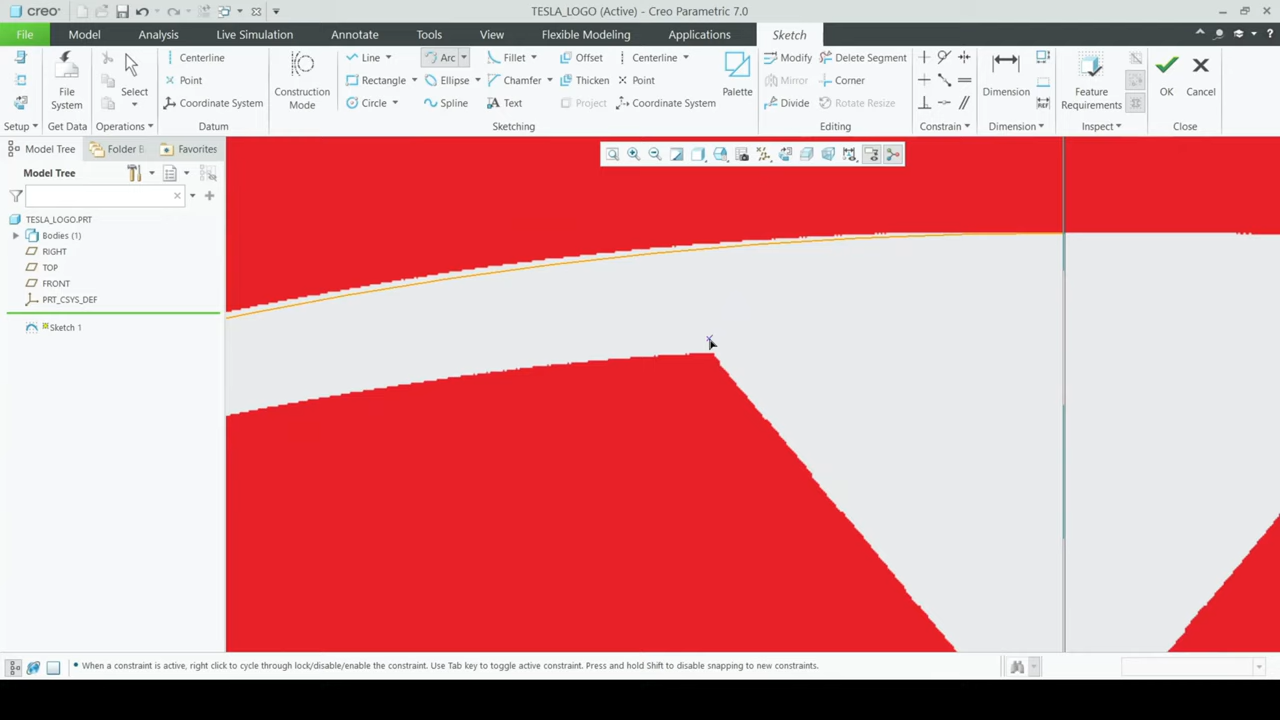 creo TESLA_LOGO (Active) - Creo Parametric 7.0
File Model Analysis Live Simulation Annotate Tools View Flexible Modeling Applications Sketch
Centerline Line Arc Fillet Offset Centerline Modify Delete Segment
Point Rectangle Ellipse Chamfer Thicken Point Mirror Corner
Coordinate System Circle Spline Text Project Coordinate System Divide Rotate Resize
File System Select Construction Mode Palette Dimension Feature Requirements OK Cancel
Setup Get Data Operations Datum Sketching Editing Constrain Dimension Inspect Close
Model Tree Folder B Favorites
Model Tree
TESLA_LOGO.PRT
Bodies (1)
RIGHT
TOP
FRONT
PRT_CSYS_DEF
Sketch 1
• When a constraint is active, right click to cycle through lock/disable/enable the constraint. Use Tab key to toggle active constraint. Press and hold Shift to disable snapping to new constraints.